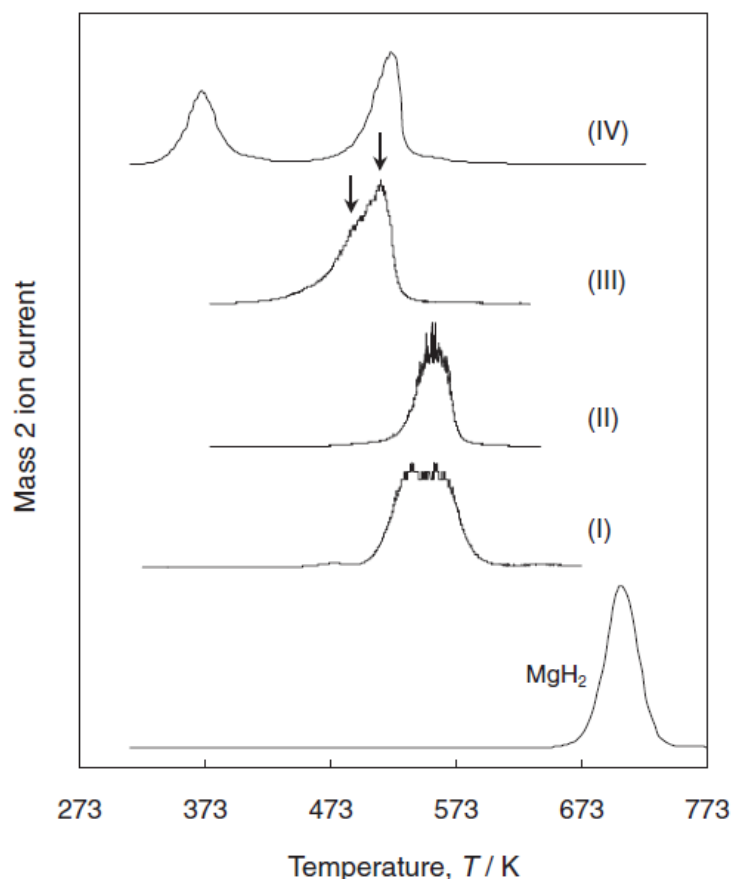 (IV)
(III)
(II)
(I)
MgH₂
Mass 2 ion current
273 373 473 573 673 773
Temperature, T / K